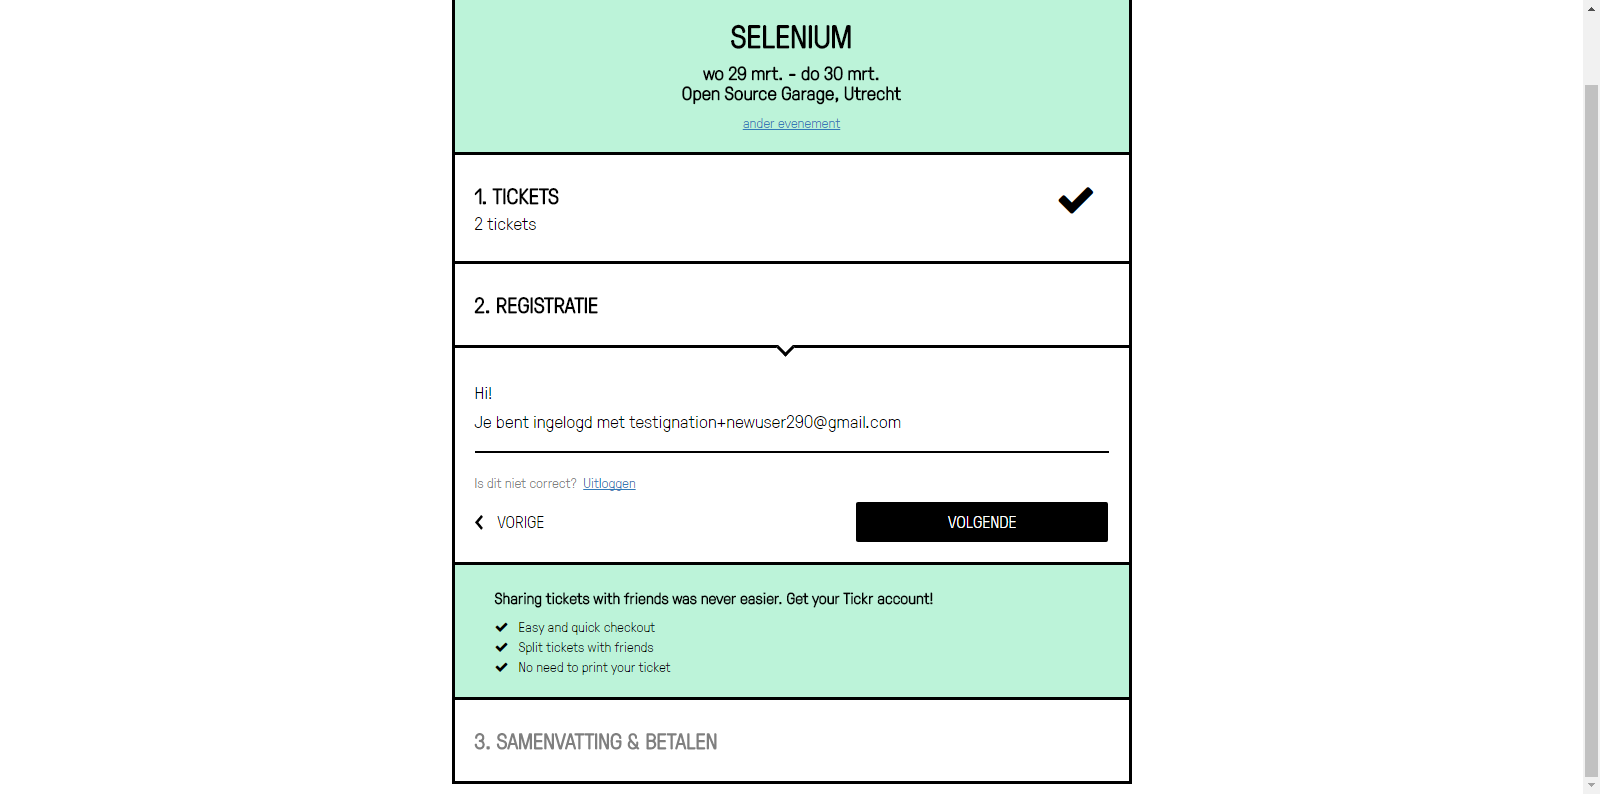 SELENIUM
wo 29 mrt. - do 30 mrt.
Open Source Garage, Utrecht
ander evenement
1. TICKETS
2 tickets
2. REGISTRATIE
Hi!
Je bent ingelogd met testignation+newuser290@gmail.com
Is dit niet correct? Uitloggen
VORIGE
VOLGENDE
Sharing tickets with friends was never easier. Get your Tickr account!
Easy and quick checkout
Split tickets with friends
No need to print your ticket
3. SAMENVATTING & BETALEN